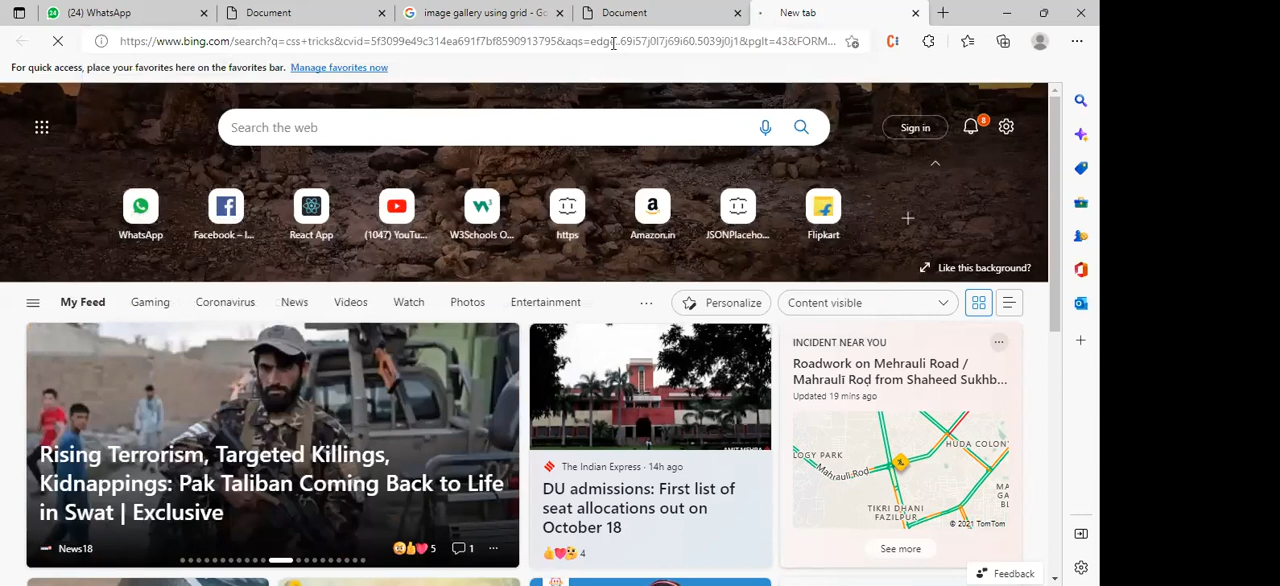 (24) WhatsApp
Document
image gallery using grid - Go
Document
New tab
https://www.bing.com/search?q=css+tricks&cvid=5f3099e49c314ea691f7bf8590913795&aqs=edge..69i57j0l7j69i60.5039j0j1&pglt=43&FORM...
For quick access, place your favorites here on the favorites bar. Manage favorites now
Search the web
Sign in
8
WhatsApp
Facebook – l...
React App
(1047) YouTu...
W3Schools O...
https
Amazon.in
JSONPlaceho...
Flipkart
Like this background?
My Feed
Gaming
Coronavirus
News
Videos
Watch
Photos
Entertainment
...
Personalize
Content visible
Rising Terrorism, Targeted Killings,
Kidnappings: Pak Taliban Coming Back to Life
in Swat | Exclusive
News18
5
1
The Indian Express · 14h ago
DU admissions: First list of
seat allocations out on
October 18
4
INCIDENT NEAR YOU
Roadwork on Mehrauli Road /
Mahraulī Roḍ from Shaheed Sukhb...
Updated 19 mins ago
LOGY PARK
HUDA COLON
Mahrauli Rod
TIKRI DHANI
FAZILPUR
© 2021 TomTom
See more
Feedback